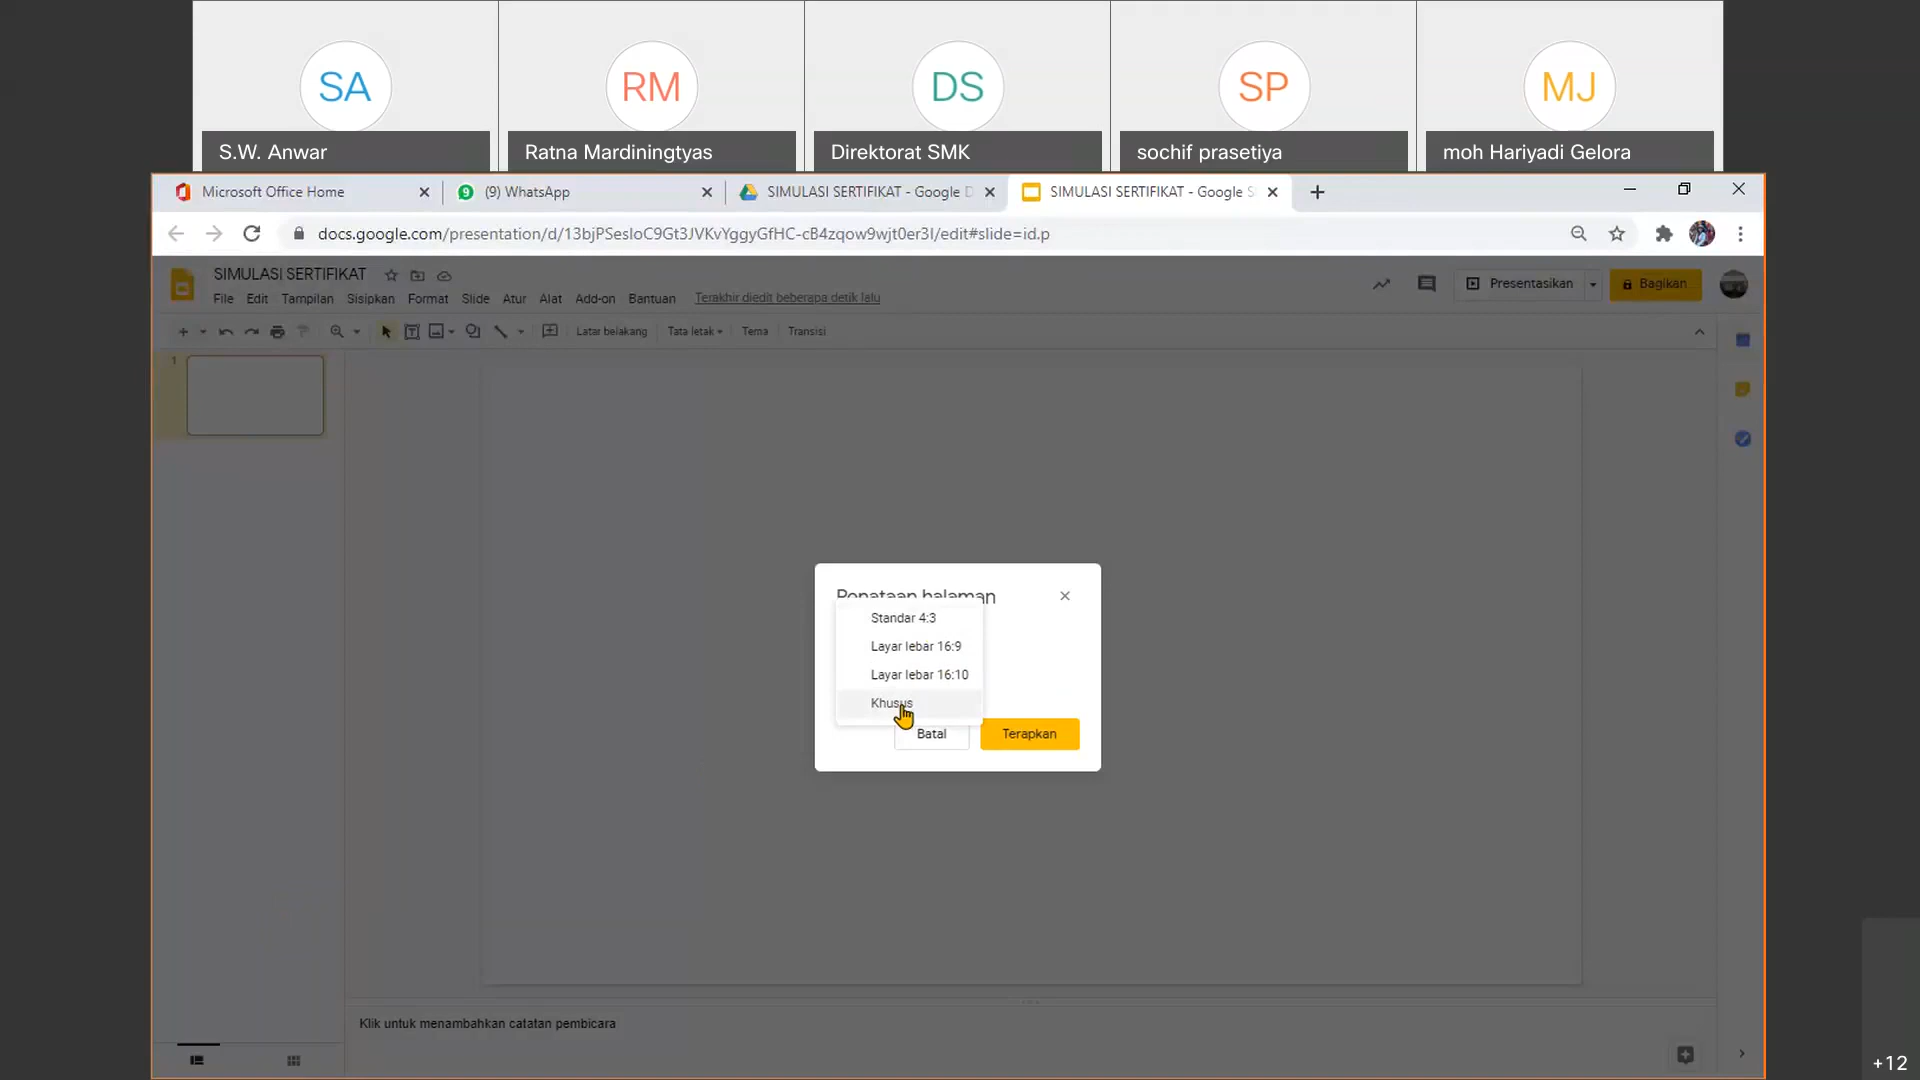 SA
RM
DS
SP
MJ
S.W. Anwar
Ratna Mardiningtyas
Direktorat SMK
sochif prasetiya
moh Hariyadi Gelora
Microsoft Office Home
9
(9) WhatsApp
SIMULASI SERTIFIKAT - Google D
SIMULASI SERTIFIKAT - Google S
docs.google.com/presentation/d/13bjPSesloC9Gt3JVKvYggyGfHC-cB4zqow9wjt0er3I/edit#slide=id.p
SIMULASI SERTIFIKAT
File Edit Tampilan Sisipkan Format Slide Atur Alat Add-on Bantuan Terakhir diedit beberapa detik lalu
Presentasikan
Bagikan
Latar belakang Tata letak Tema Transisi
1
Penataan halaman
Standar 4:3
Layar lebar 16:9
Layar lebar 16:10
Khusus
Batal
Terapkan
Klik untuk menambahkan catatan pembicara
+12